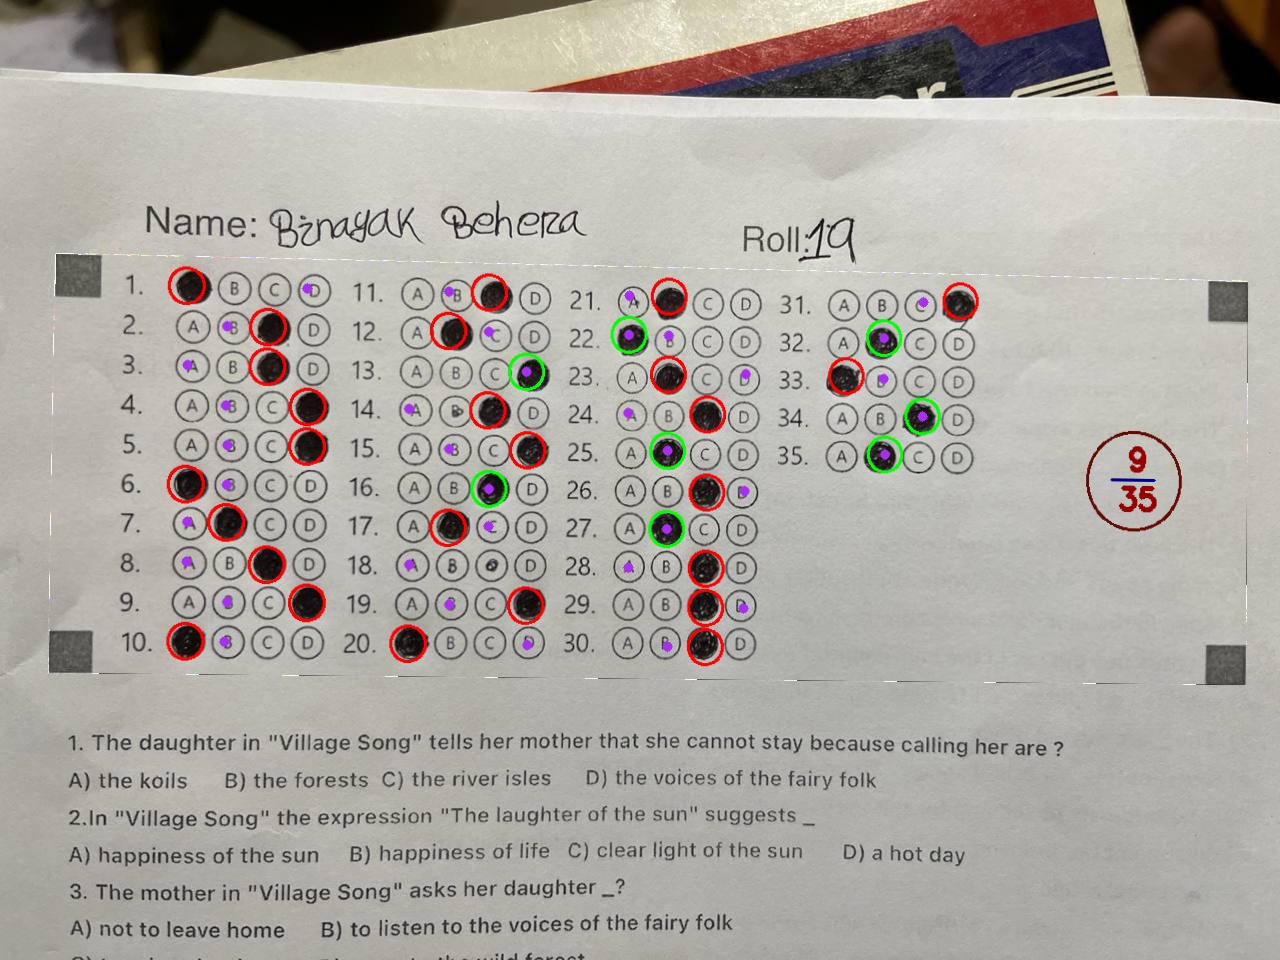 er
Name: Binayak Behera
Roll: 19
1. B C D 11. A B D 21. A C D 31. A B C
2. A B D 12. A C D 22. B C D 32. A C D
3. A B D 13. A B C 23. A C D 33. B C D
4. A B C 14. A B D 24. A B D 34. A B D
5. A B C 15. A B C 25. A C D 35. A C D
6. B C D 16. A B D 26. A B D
7. A C D 17. A C D 27. A C D
8. A B D 18. A B C D 28. A B D
9. A B C 19. A B C 29. A B D
10. B C D 20. B C D 30. A B D
9
35
1. The daughter in "Village Song" tells her mother that she cannot stay because calling her are ?
A) the koils B) the forests C) the river isles D) the voices of the fairy folk
2.In "Village Song" the expression "The laughter of the sun" suggests _
A) happiness of the sun B) happiness of life C) clear light of the sun D) a hot day
3. The mother in "Village Song" asks her daughter _?
A) not to leave home B) to listen to the voices of the fairy folk